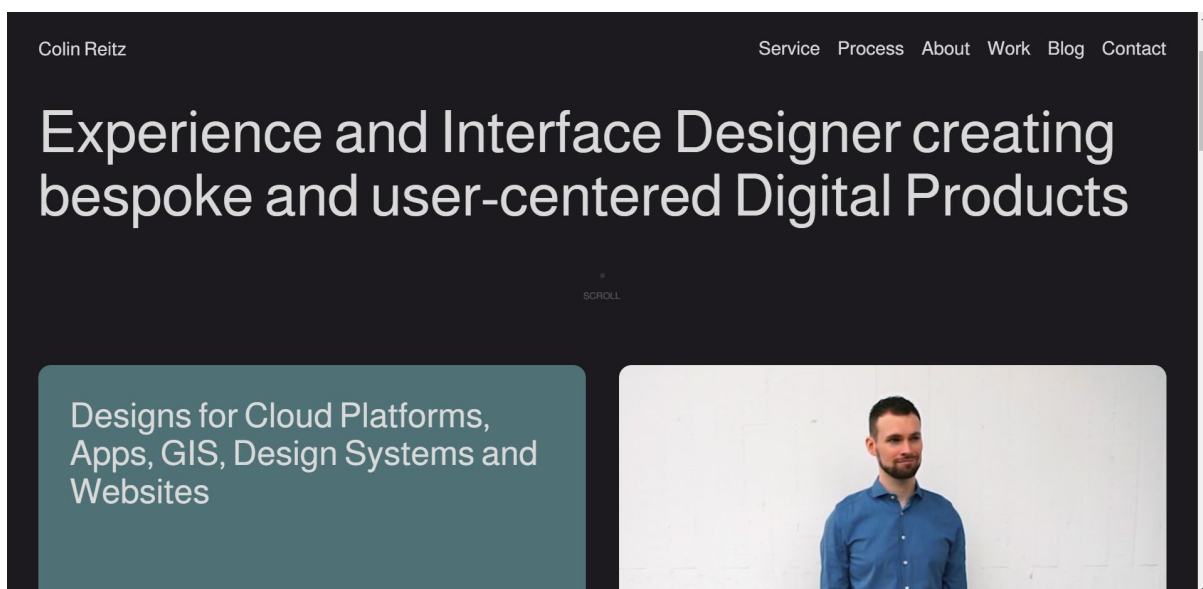 Colin Reitz
Service Process About Work Blog Contact
Experience and Interface Designer creating
bespoke and user-centered Digital Products
SCROLL
Designs for Cloud Platforms,
Apps, GIS, Design Systems and
Websites